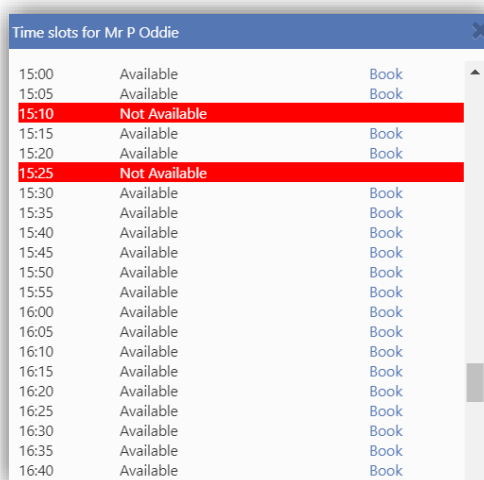 Time slots for Mr P Oddie
15:00 Available Book
15:05 Available Book
15:10 Not Available
15:15 Available Book
15:20 Available Book
15:25 Not Available
15:30 Available Book
15:35 Available Book
15:40 Available Book
15:45 Available Book
15:50 Available Book
15:55 Available Book
16:00 Available Book
16:05 Available Book
16:10 Available Book
16:15 Available Book
16:20 Available Book
16:25 Available Book
16:30 Available Book
16:35 Available Book
16:40 Available Book